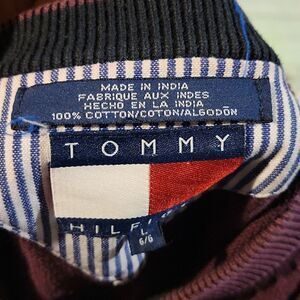 MADE IN INDIA
FABRIQUE AUX INDES
HECHO EN LA INDIA
100% COTTON/COTON/ALGODÓN
TOMMY
L
6/6